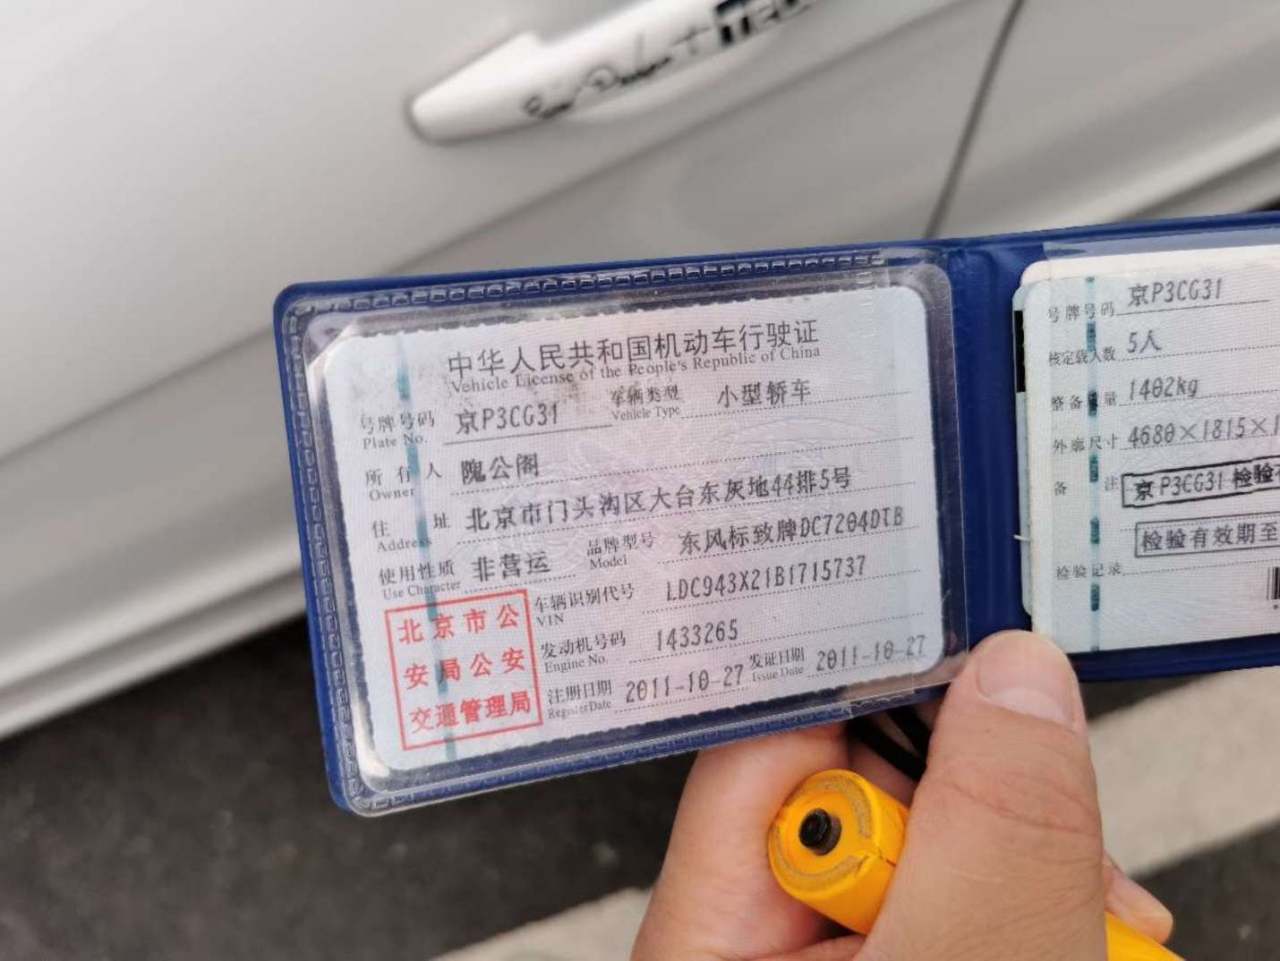 中华人民共和国机动车行驶证
Vehicle License of the People's Republic of China
号牌号码 京P3CG31 车辆类型 小型轿车
Plate No. Vehicle Type
所有人 隗公阁
Owner
住址 北京市门头沟区大台东灰地44排5号
Address
使用性质 非营运 品牌型号 东风标致牌DC7204DTB
Use Character Model
车辆识别代号 LDC943X21B1715737
VIN
发动机号码 1433265
Engine No.
注册日期 2011-10-27 发证日期 2011-10-27
Register Date Issue Date
北京市公
安局公安
交通管理局
号牌号码 京P3CG31
核定载人数 5人
整备质量 1402kg
外廓尺寸 4680×1815×1
备注 京P3CG31 检验
检验有效期至
检验记录